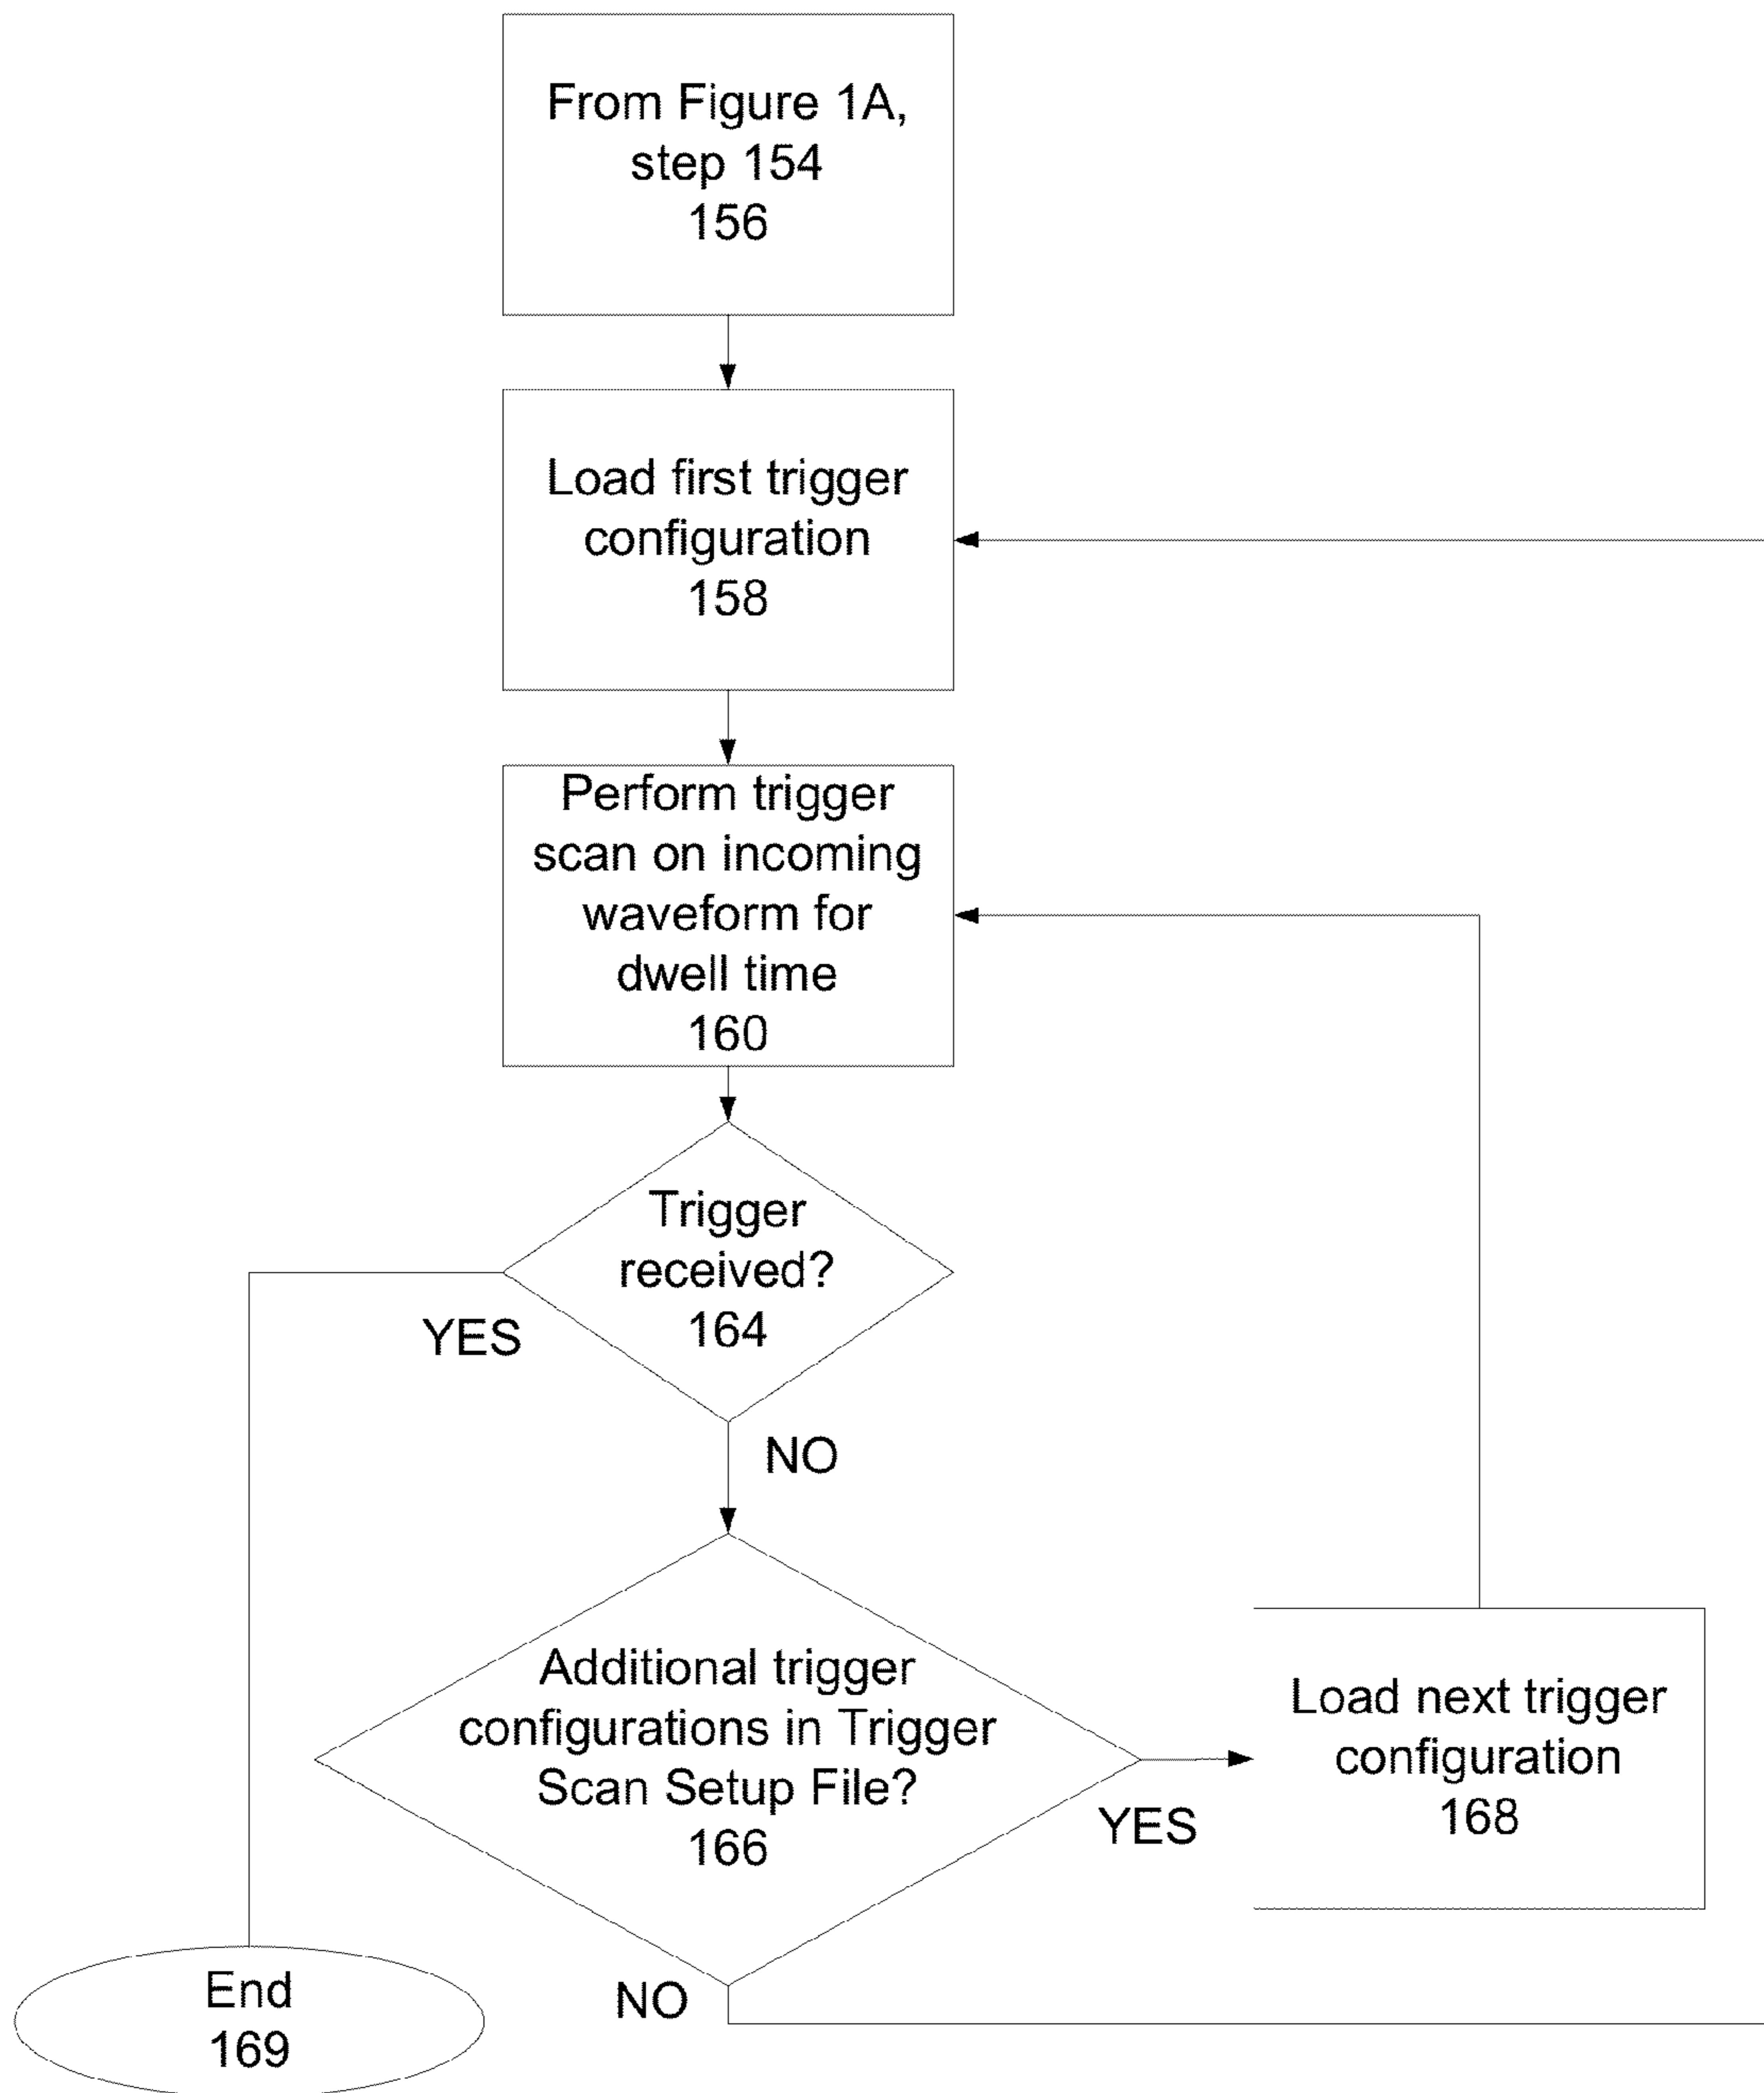 From Figure 1A,
step 154
156
Load first trigger
configuration
158
Perform trigger
scan on incoming
waveform for
dwell time
160
Trigger
received?
164
YES
NO
Additional trigger
configurations in Trigger
Scan Setup File?
166
YES
Load next trigger
configuration
168
NO
End
169